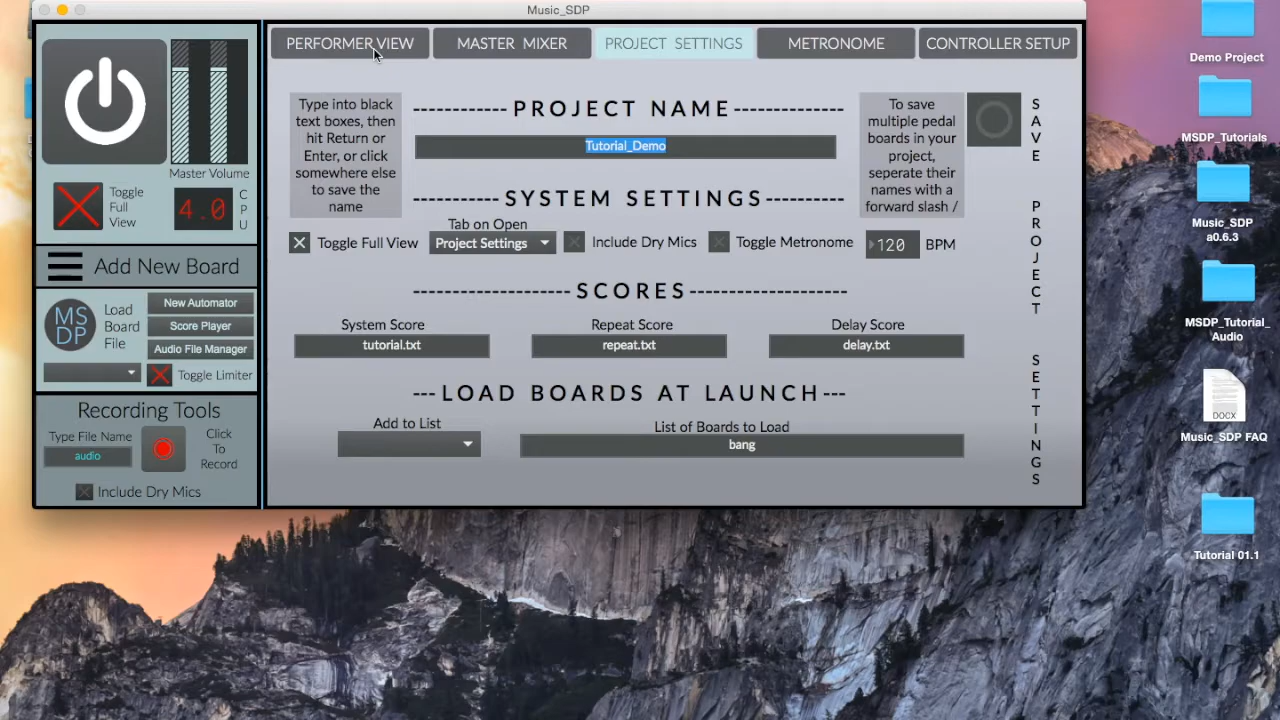 Music_SDP
PERFORMER VIEW
MASTER MIXER
PROJECT SETTINGS
METRONOME
CONTROLLER SETUP
Master Volume
Toggle
Full
View
4.0
C
P
U
Add New Board
MS
DP
Load
Board
File
New Automator
Score Player
Audio File Manager
Toggle Limiter
Recording Tools
Type File Name
audio
Click
To
Record
Include Dry Mics
Type into black
text boxes, then
hit Return or
Enter, or click
somewhere else
to save the
name
----------- PROJECT NAME -------------
Tutorial_Demo
To save
multiple pedal
boards in your
project,
seperate their
names with a
forward slash /
S
A
V
E
P
R
O
J
E
C
T
S
E
T
T
I
N
G
S
---------- SYSTEM SETTINGS ---------
Toggle Full View
Tab on Open
Project Settings
Include Dry Mics
Toggle Metronome
120
BPM
------------------- SCORES -------------------
System Score
tutorial.txt
Repeat Score
repeat.txt
Delay Score
delay.txt
--- LOAD BOARDS AT LAUNCH ---
Add to List
List of Boards to Load
bang
Demo Project
MSDP_Tutorials
Music_SDP
a0.6.3
MSDP_Tutorial_
Audio
DOCX
Music_SDP FAQ
Tutorial 01.1